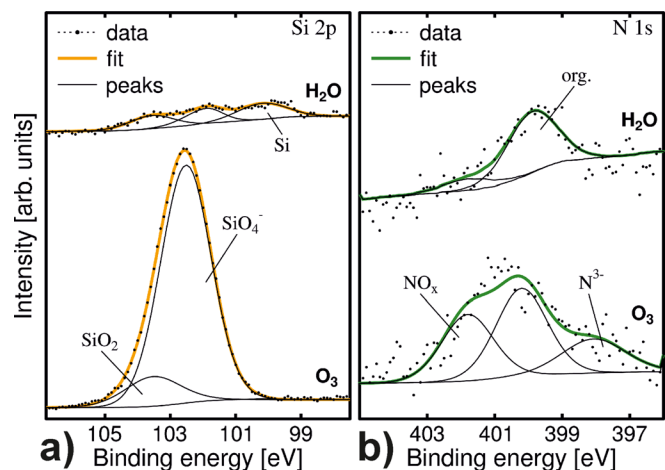 Si 2p
data
fit
peaks
H₂O
Si
SiO₄⁻
SiO₂
O₃
105 103 101 99
Binding energy [eV]
Intensity [arb. units]
a)
N 1s
data
fit
peaks
org.
H₂O
NOₓ
N³⁻
O₃
403 401 399 397
Binding energy [eV]
b)